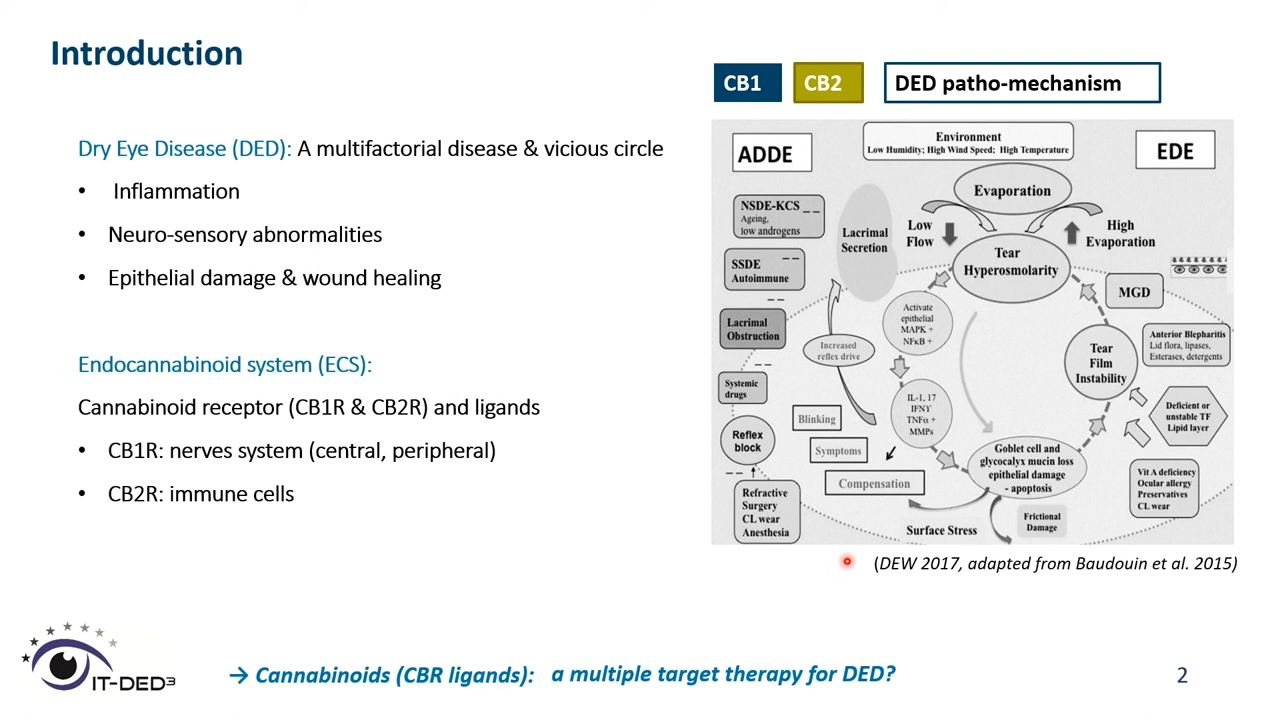 Introduction
CB1
CB2
DED patho-mechanism
Dry Eye Disease (DED): A multifactorial disease & vicious circle
• Inflammation
• Neuro-sensory abnormalities
• Epithelial damage & wound healing
Endocannabinoid system (ECS):
Cannabinoid receptor (CB1R & CB2R) and ligands
• CB1R: nerves system (central, peripheral)
• CB2R: immune cells
ADDE
Environment
Low Humidity; High Wind Speed; High Temperature
EDE
Evaporation
NSDE-KCS
Ageing,
low androgens
Lacrimal
Secretion
Low
Flow
High
Evaporation
Tear
Hyperosmolarity
SSDE
Autoimmune
MGD
Activate
epithelial
MAPK +
NFκB +
Lacrimal
Obstruction
Increased
reflex drive
Tear
Film
Instability
Anterior Blepharitis
Lid flora, lipases,
Esterases, detergents
Systemic
drugs
IL-1, 17
IFNY
TNFα +
MMPs
Blinking
Deficient or
unstable TF
Lipid layer
Reflex
block
Symptoms
Goblet cell and
glycocalyx mucin loss
epithelial damage
- apoptosis
Compensation
Vit A deficiency
Ocular allergy
Preservatives
CL wear
Refractive
Surgery
CL wear
Anesthesia
Surface Stress
Frictional
Damage
(DEW 2017, adapted from Baudouin et al. 2015)
IT-DED³
→ Cannabinoids (CBR ligands): a multiple target therapy for DED?
2